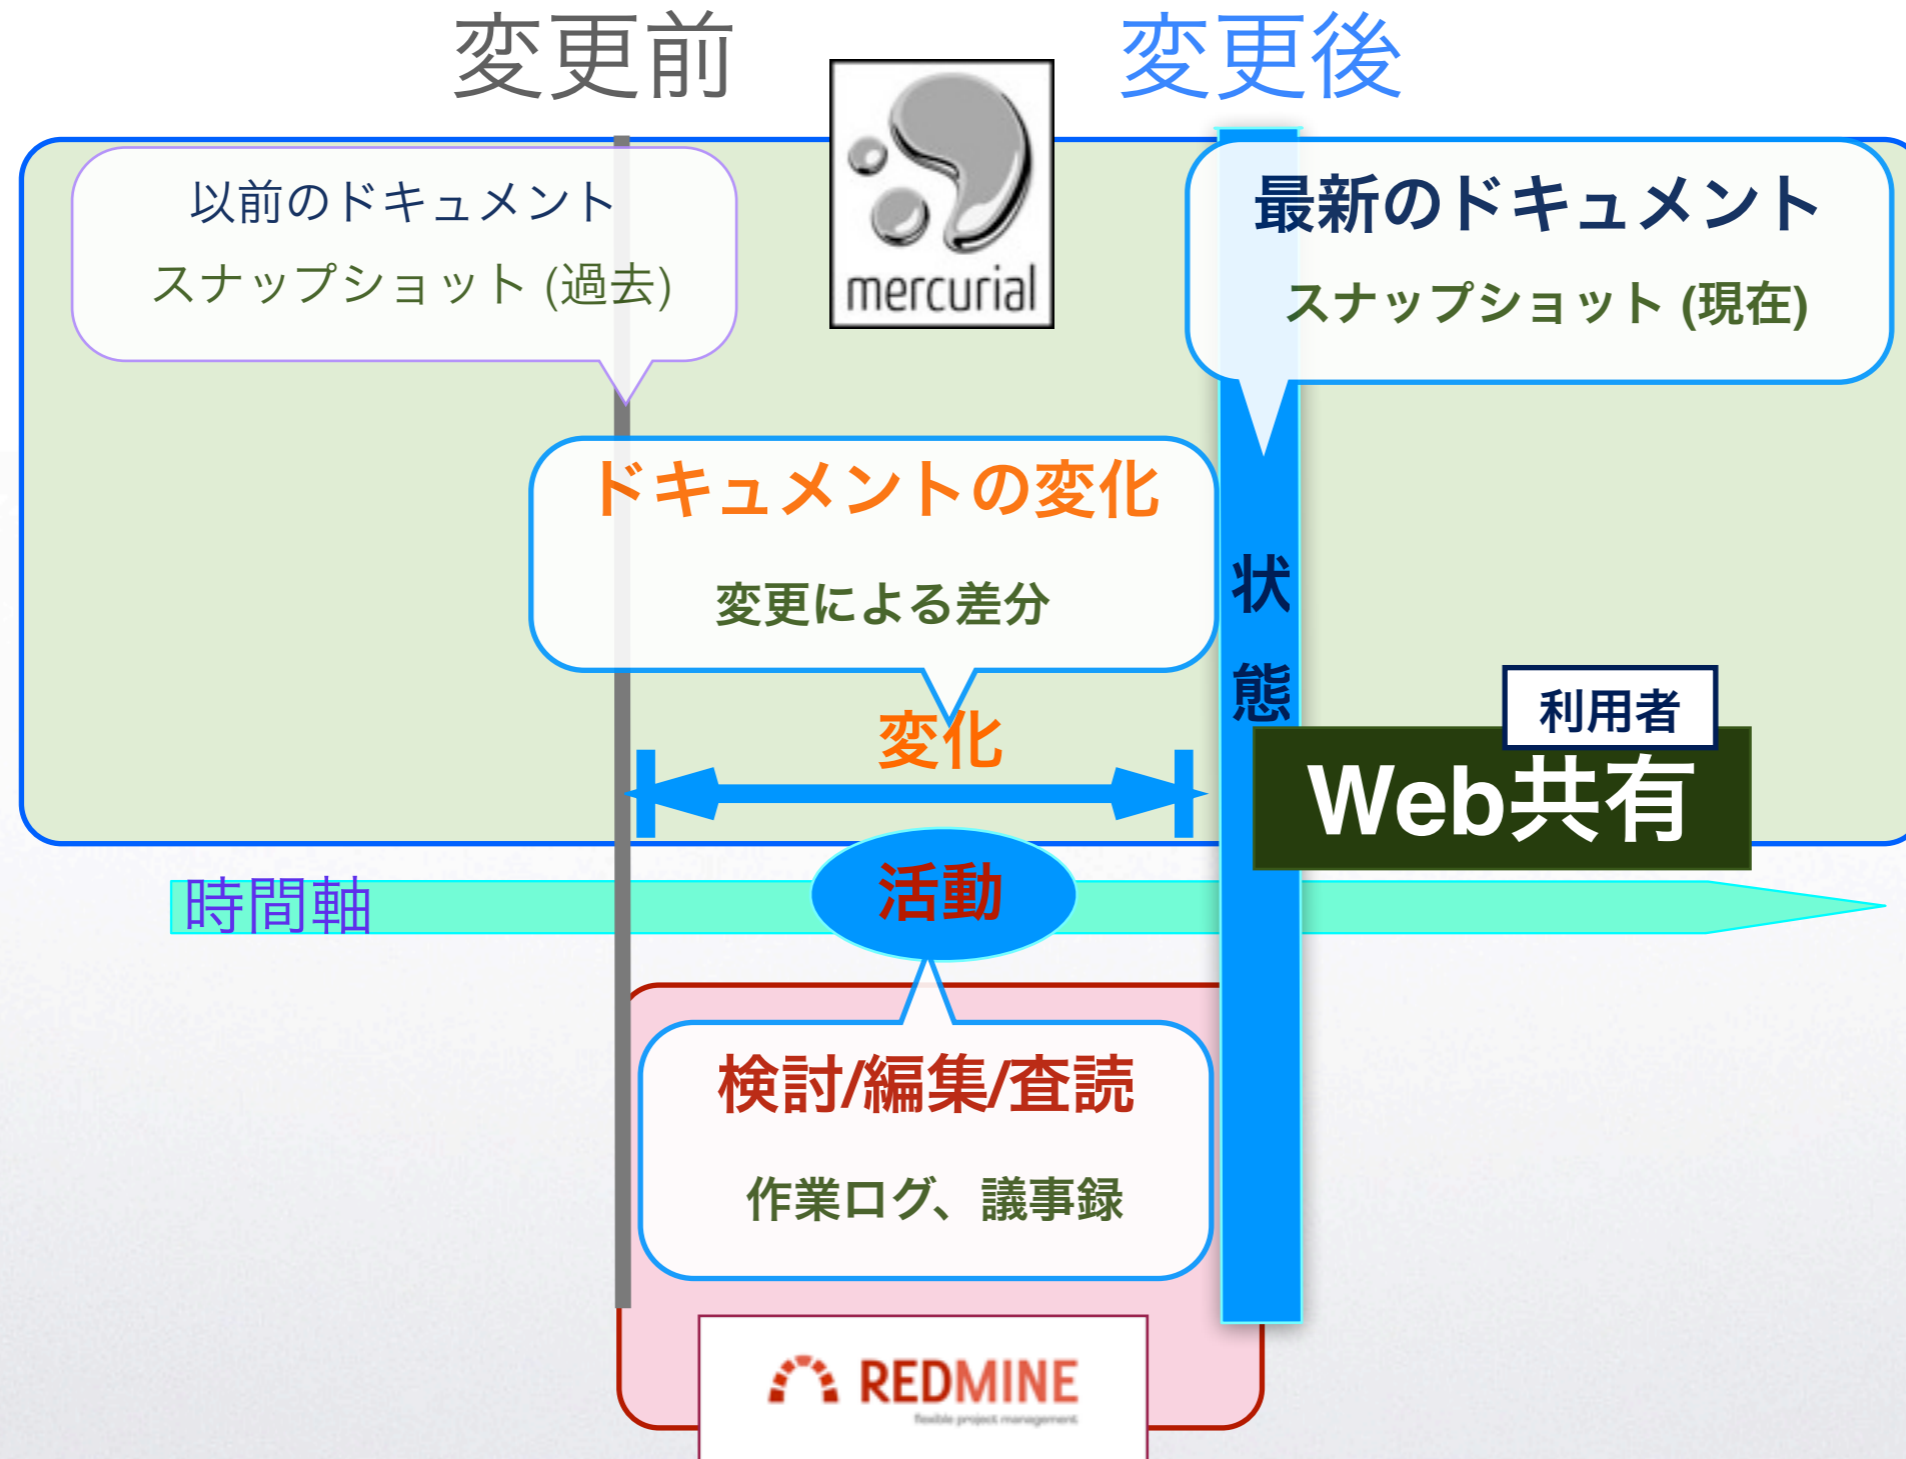 変更前
変更後
以前のドキュメント
スナップショット (過去)
mercurial
最新のドキュメント
スナップショット (現在)
ドキュメントの変化
変更による差分
状
態
変化
利用者
Web共有
時間軸
活動
検討/編集/査読
作業ログ、議事録
REDMINE
flexible project management